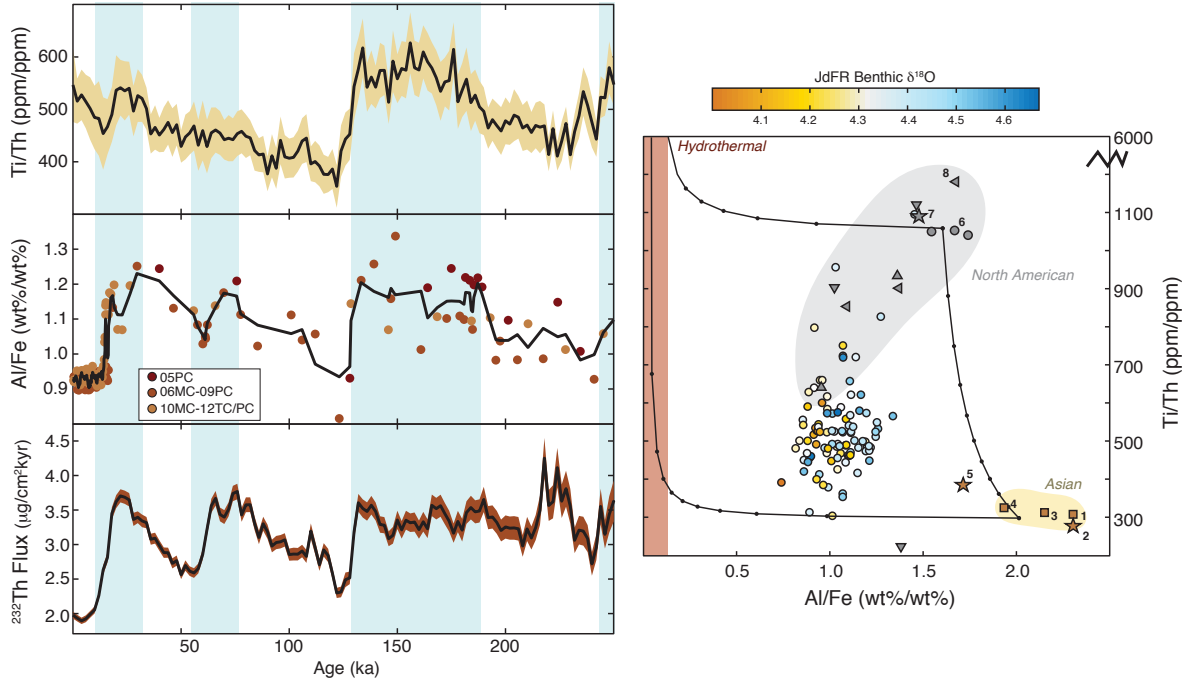 Ti/Th (ppm/ppm)
600
500
400
Al/Fe (wt%/wt%)
1.3
1.2
1.1
1.0
0.9
05PC
06MC-09PC
10MC-12TC/PC
²³²Th Flux (µg/cm²kyr)
4.5
4.0
3.5
3.0
2.5
2.0
50 100 150 200
Age (ka)
JdFR Benthic δ¹⁸O
4.1 4.2 4.3 4.4 4.5 4.6
Hydrothermal
North American
Asian
8
7
6
5
4
3
1
2
6000
1100
900
700
500
300
Ti/Th (ppm/ppm)
0.5 1.0 1.5 2.0
Al/Fe (wt%/wt%)